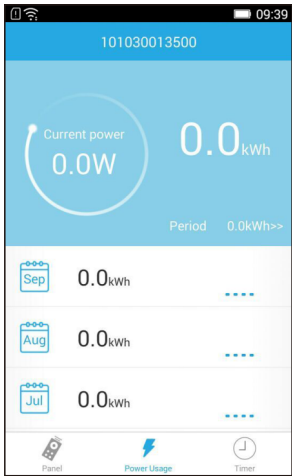 09:39
101030013500
Current power
0.0W
0.0kWh
Period 0.0kWh>>
Sep 0.0kWh
Aug 0.0kWh
Jul 0.0kWh
Panel Power Usage Timer